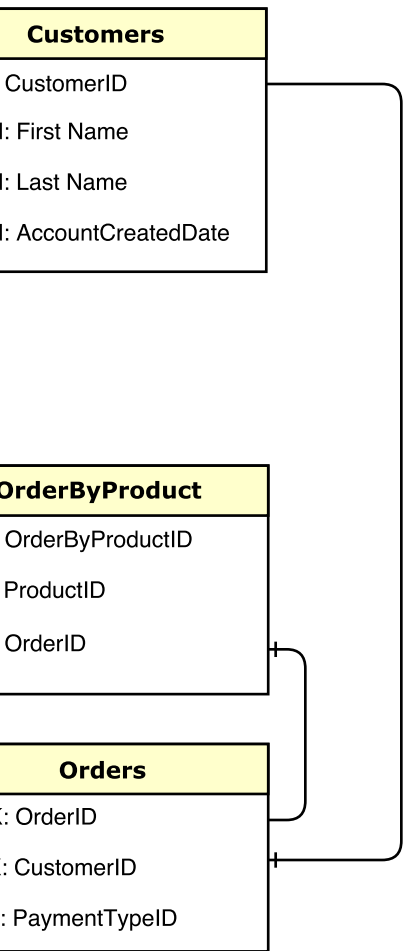 Customers
CustomerID
: First Name
: Last Name
: AccountCreatedDate
OrderByProduct
OrderByProductID
ProductID
OrderID
Orders
: OrderID
: CustomerID
: PaymentTypeID